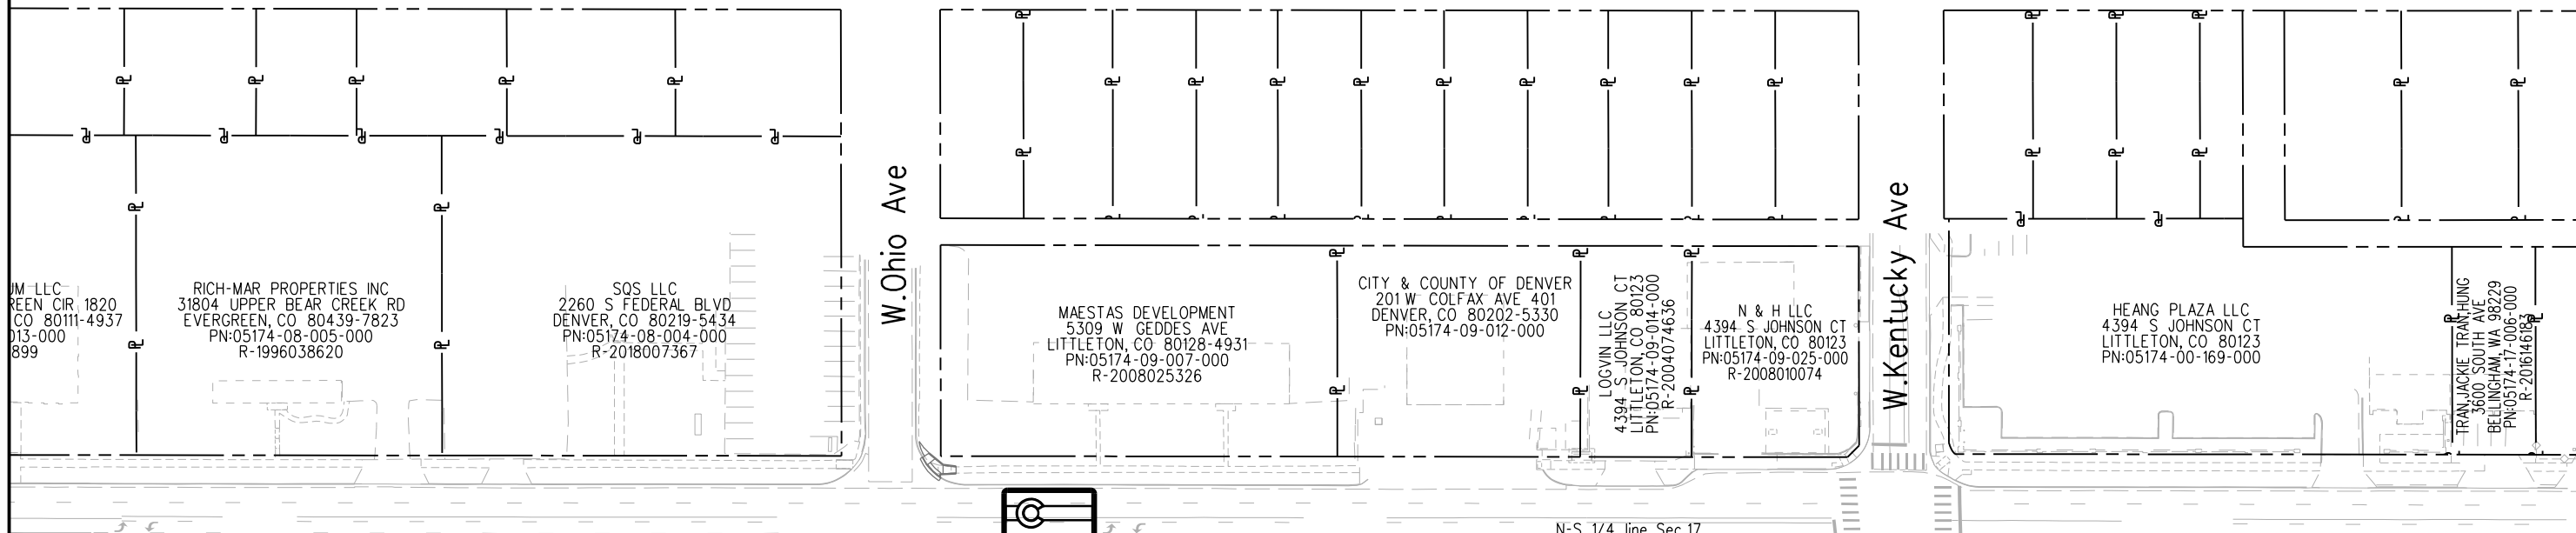 UM LLC
REEN CIR 1820
CO 80111-4937
013-000
899
RICH-MAR PROPERTIES INC
31804 UPPER BEAR CREEK RD
EVERGREEN, CO 80439-7823
PN:05174-08-005-000
R-1996038620
SQS LLC
2260 S FEDERAL BLVD
DENVER, CO 80219-5434
PN:05174-08-004-000
R-2018007367
W.Ohio Ave
MAESTAS DEVELOPMENT
5309 W GEDDES AVE
LITTLETON, CO 80128-4931
PN:05174-09-007-000
R-2008025326
CITY & COUNTY OF DENVER
201 W COLFAX AVE 401
DENVER, CO 80202-5330
PN:05174-09-012-000
LOGVIN LLC
4394 S JOHNSON CT
LITTLETON, CO 80123
PN:05174-09-014-000
R-2004074636
N & H LLC
4394 S JOHNSON CT
LITTLETON, CO 80123
PN:05174-09-025-000
R-2008010074
W.Kentucky Ave
HEANG PLAZA LLC
4394 S JOHNSON CT
LITTLETON, CO 80123
PN:05174-00-169-000
TRAN,JACKIE TRAN,HUNG
3600 SOUTH AVE
BELLINGHAM, WA 98229
PN:05174-17-006-000
R-2016146183
N-S 1/4 line Sec 17